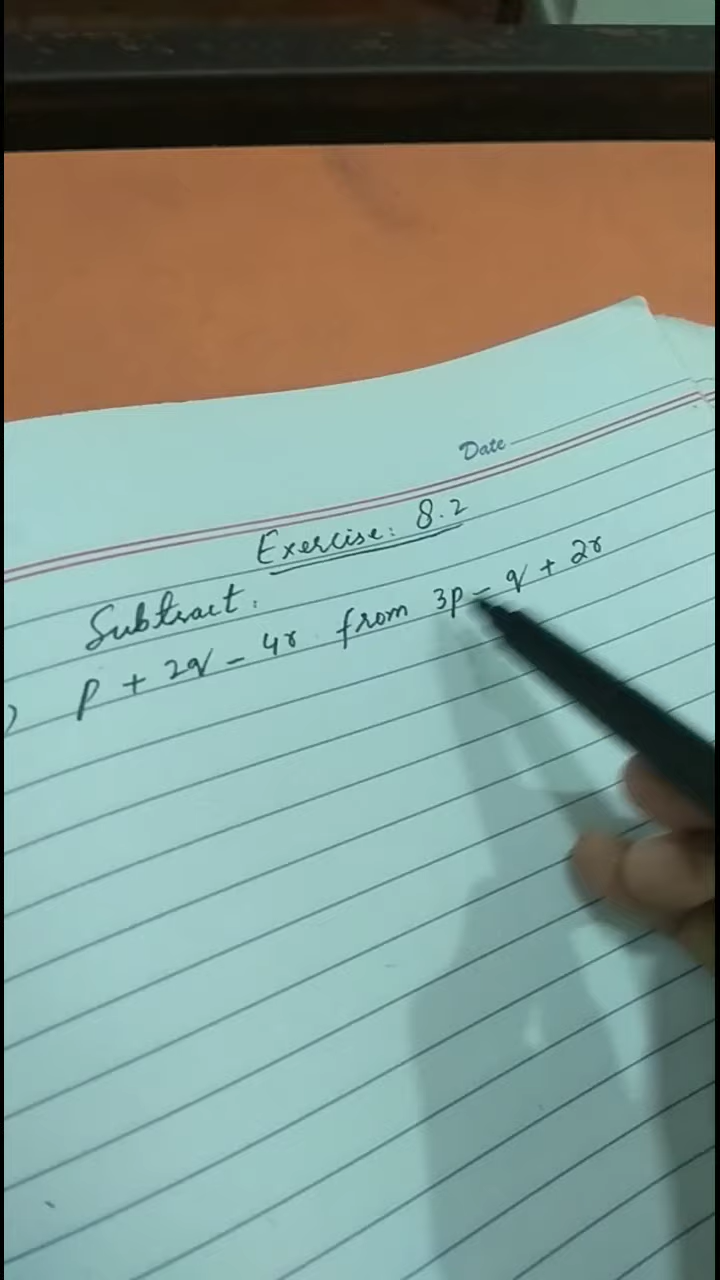 Date
Exercise: 8.2
Subtract:
) p + 2q - 4r from 3p - q + 2r